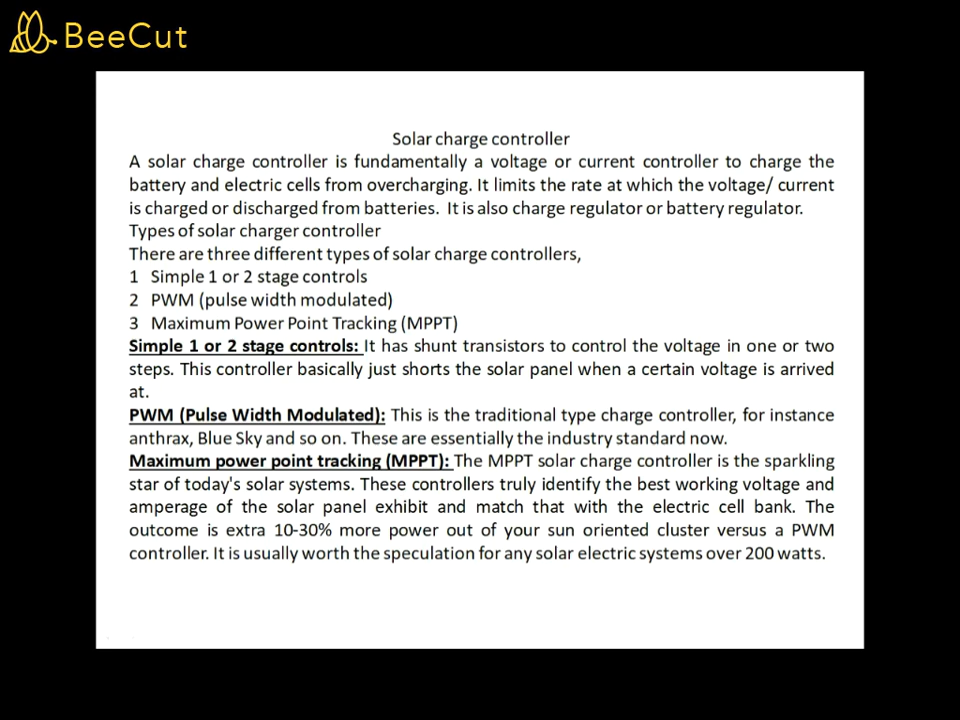 BeeCut
Solar charge controller
A solar charge controller is fundamentally a voltage or current controller to charge the
battery and electric cells from overcharging. It limits the rate at which the voltage/ current
is charged or discharged from batteries. It is also charge regulator or battery regulator.
Types of solar charger controller
There are three different types of solar charge controllers,
1 Simple 1 or 2 stage controls
2 PWM (pulse width modulated)
3 Maximum Power Point Tracking (MPPT)
Simple 1 or 2 stage controls: It has shunt transistors to control the voltage in one or two
steps. This controller basically just shorts the solar panel when a certain voltage is arrived
at.
PWM (Pulse Width Modulated): This is the traditional type charge controller, for instance
anthrax, Blue Sky and so on. These are essentially the industry standard now.
Maximum power point tracking (MPPT): The MPPT solar charge controller is the sparkling
star of today's solar systems. These controllers truly identify the best working voltage and
amperage of the solar panel exhibit and match that with the electric cell bank. The
outcome is extra 10-30% more power out of your sun oriented cluster versus a PWM
controller. It is usually worth the speculation for any solar electric systems over 200 watts.